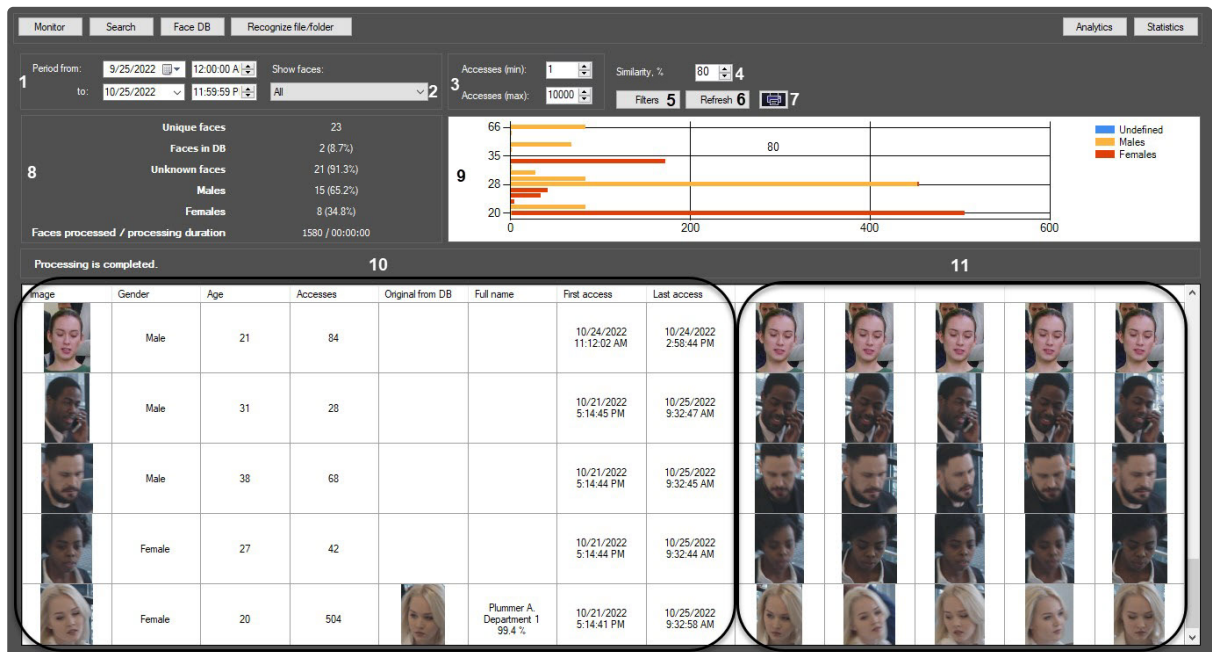 Monitor Search Face DB Recognize file/folder Analytics Statistics
Period from: 9/25/2022 12:00:00 A Show faces: Accesses (min): 1 Similarity, % 80 4
1 3
to: 10/25/2022 11:59:59 P All 2 Accesses (max): 10000 Filters 5 Refresh 6 7
Unique faces 23
Faces in DB 2 (8.7%)
8 Unknown faces 21 (91.3%)
Males 15 (65.2%)
Females 8 (34.8%)
Faces processed / processing duration 1580 / 00:00:00
9
66
80
35
28
20
0 200 400 600
Undefined
Males
Females
Processing is completed. 10 11
Image Gender Age Accesses Original from DB Full name First access Last access
Male 21 84 10/24/2022 11:12:02 AM 10/24/2022 2:58:44 PM
Male 31 28 10/21/2022 5:14:45 PM 10/25/2022 9:32:47 AM
Male 38 68 10/21/2022 5:14:44 PM 10/25/2022 9:32:45 AM
Female 27 42 10/21/2022 5:14:44 PM 10/25/2022 9:32:44 AM
Female 20 504 Plummer A. Department 1 99.4 % 10/21/2022 5:14:41 PM 10/25/2022 9:32:58 AM